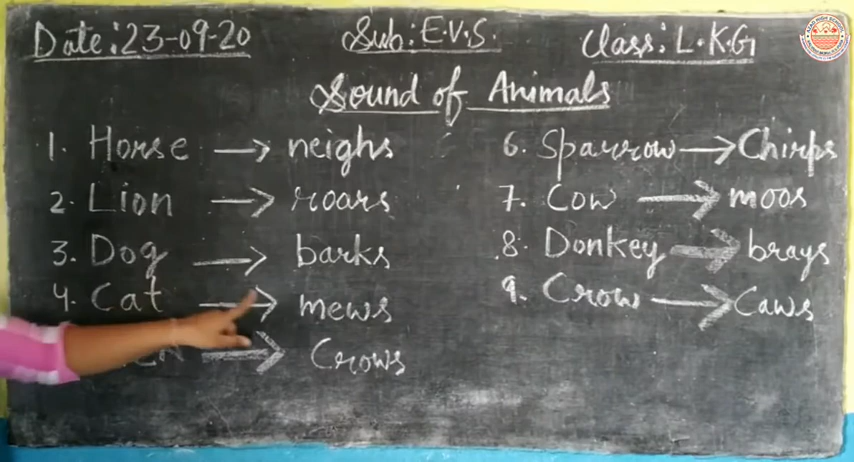 Date: 23-09-20 Sub: E.V.S. Class: L.K.G
Sound of Animals
1. Horse → neighs
2. Lion → roars
3. Dog → barks
4. Cat → mews
→ Crows
6. Sparrow → Chirps
7. Cow → moos
8. Donkey → brays
9. Crow → Caws